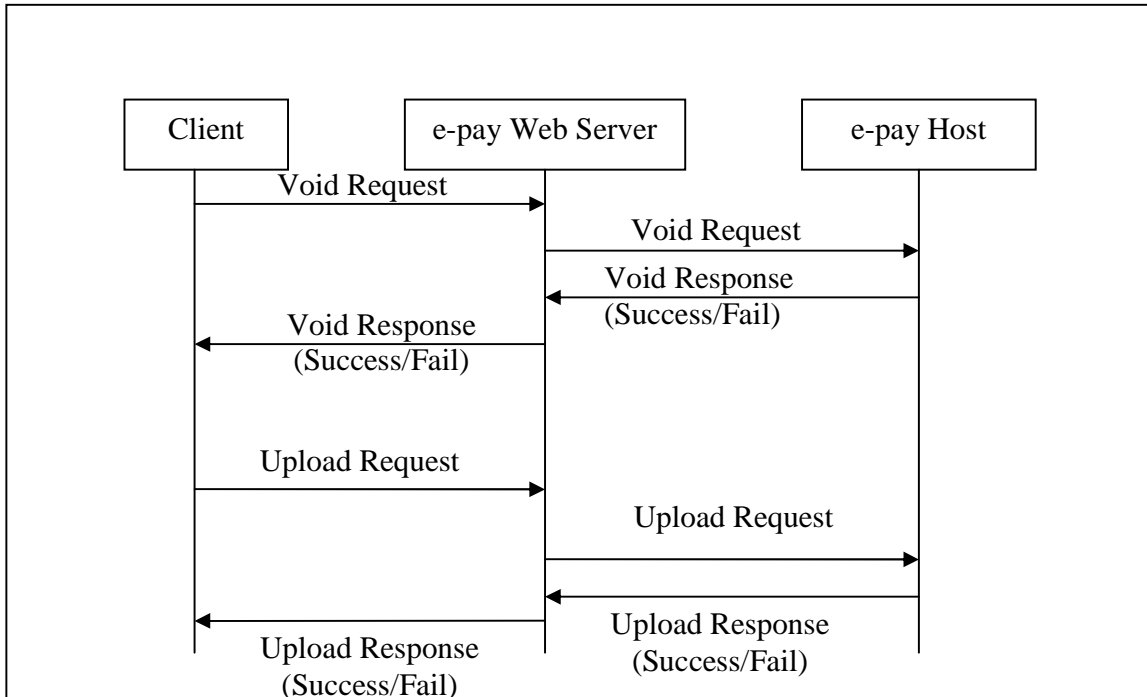 Client
e-pay Web Server
e-pay Host
Void Request
Void Request
Void Response
(Success/Fail)
Void Response
(Success/Fail)
Upload Request
Upload Request
Upload Response
(Success/Fail)
Upload Response
(Success/Fail)